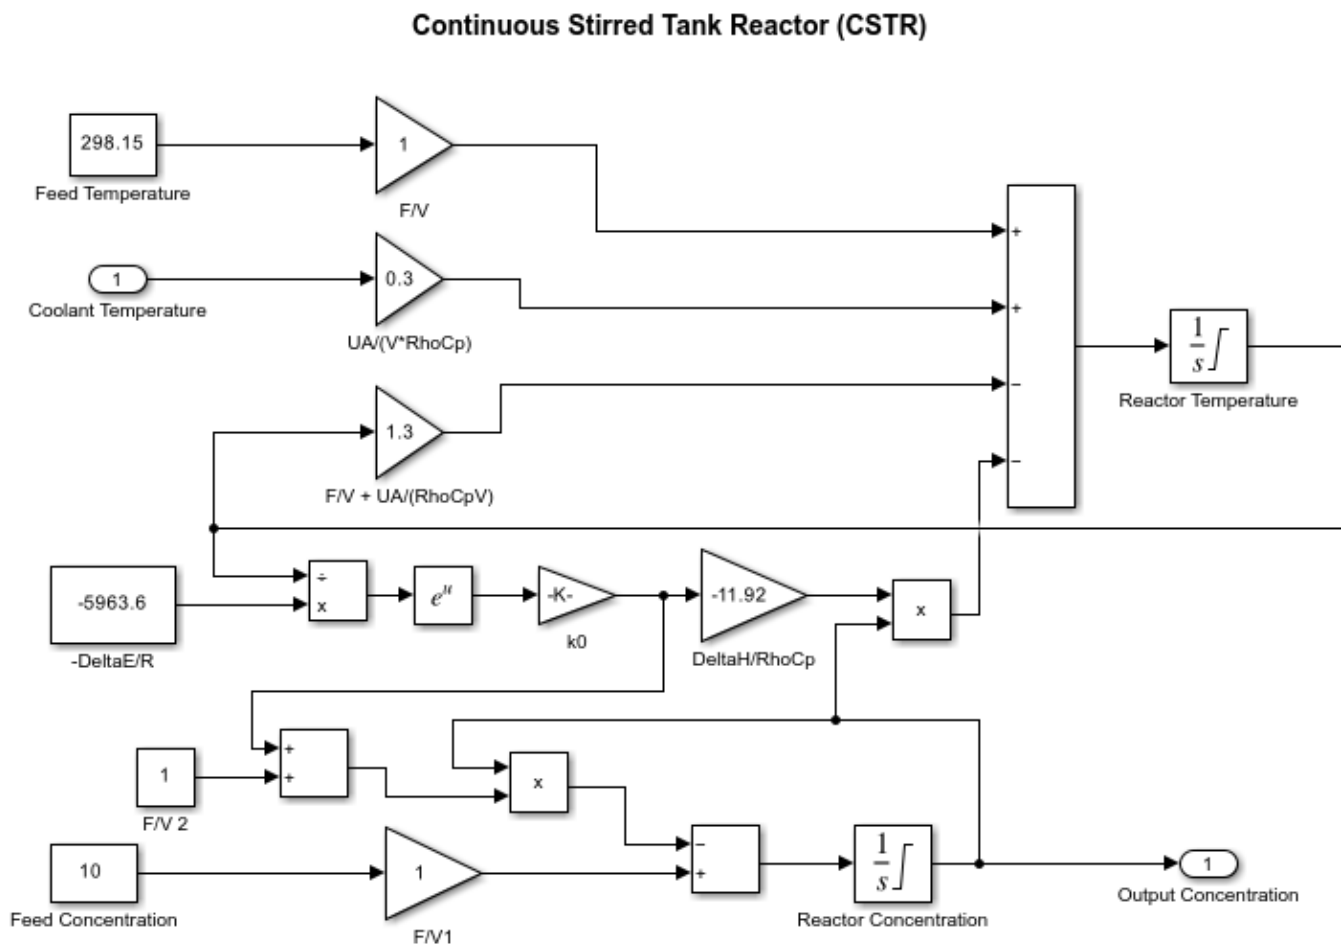 Continuous Stirred Tank Reactor (CSTR)
298.15
Feed Temperature
1
F/V
1
Coolant Temperature
0.3
UA/(V*RhoCp)
1.3
F/V + UA/(RhoCpV)
+
+
−
−
1
s
Reactor Temperature
-5963.6
-DeltaE/R
÷
x
e^u
-K-
k0
-11.92
DeltaH/RhoCp
x
1
F/V 2
+
+
x
10
Feed Concentration
1
F/V1
−
+
1
s
Reactor Concentration
1
Output Concentration